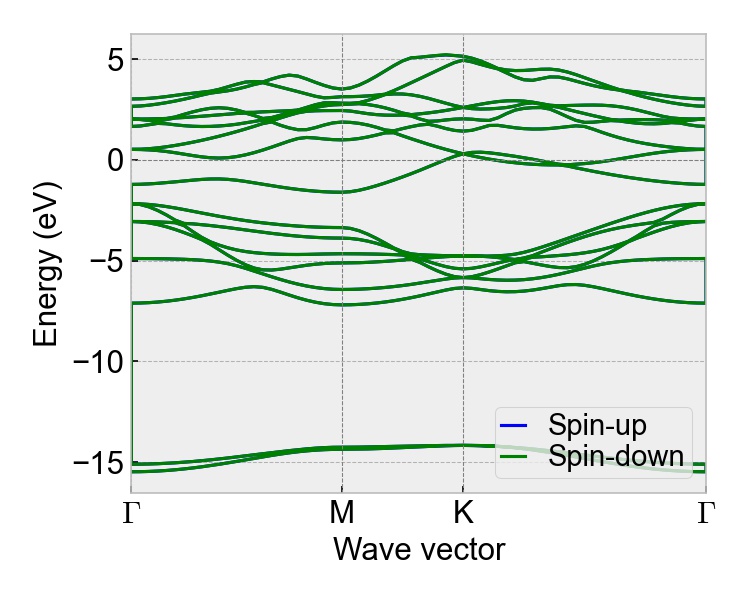 Energy (eV)
5
0
−5
−10
−15
Spin-up
Spin-down
Γ M K Γ
Wave vector